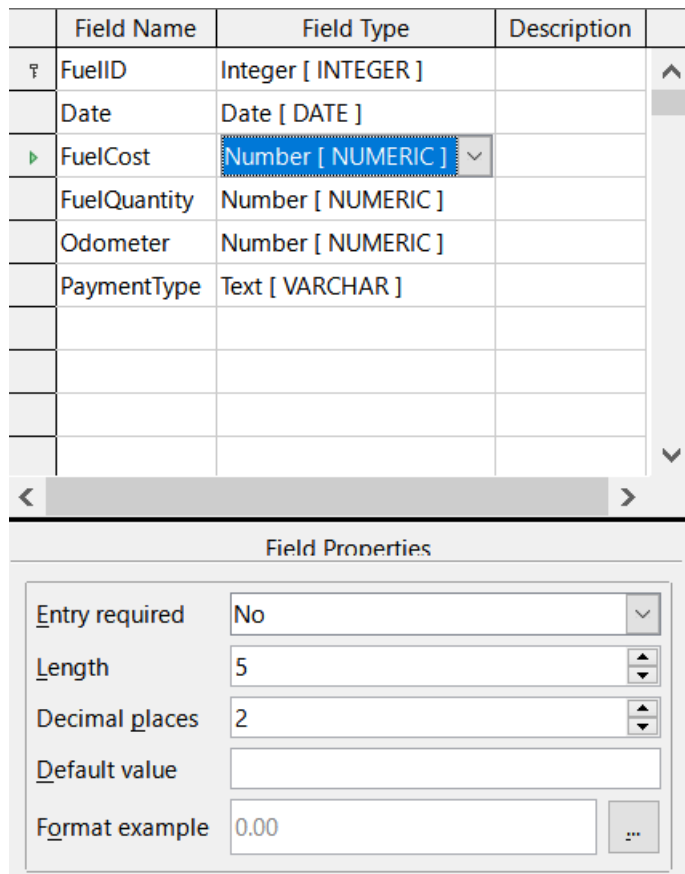 Field Name Field Type Description
FuelID Integer [ INTEGER ]
Date Date [ DATE ]
FuelCost Number [ NUMERIC ]
FuelQuantity Number [ NUMERIC ]
Odometer Number [ NUMERIC ]
PaymentType Text [ VARCHAR ]
Field Properties
Entry required No
Length 5
Decimal places 2
Default value
Format example 0.00 ...